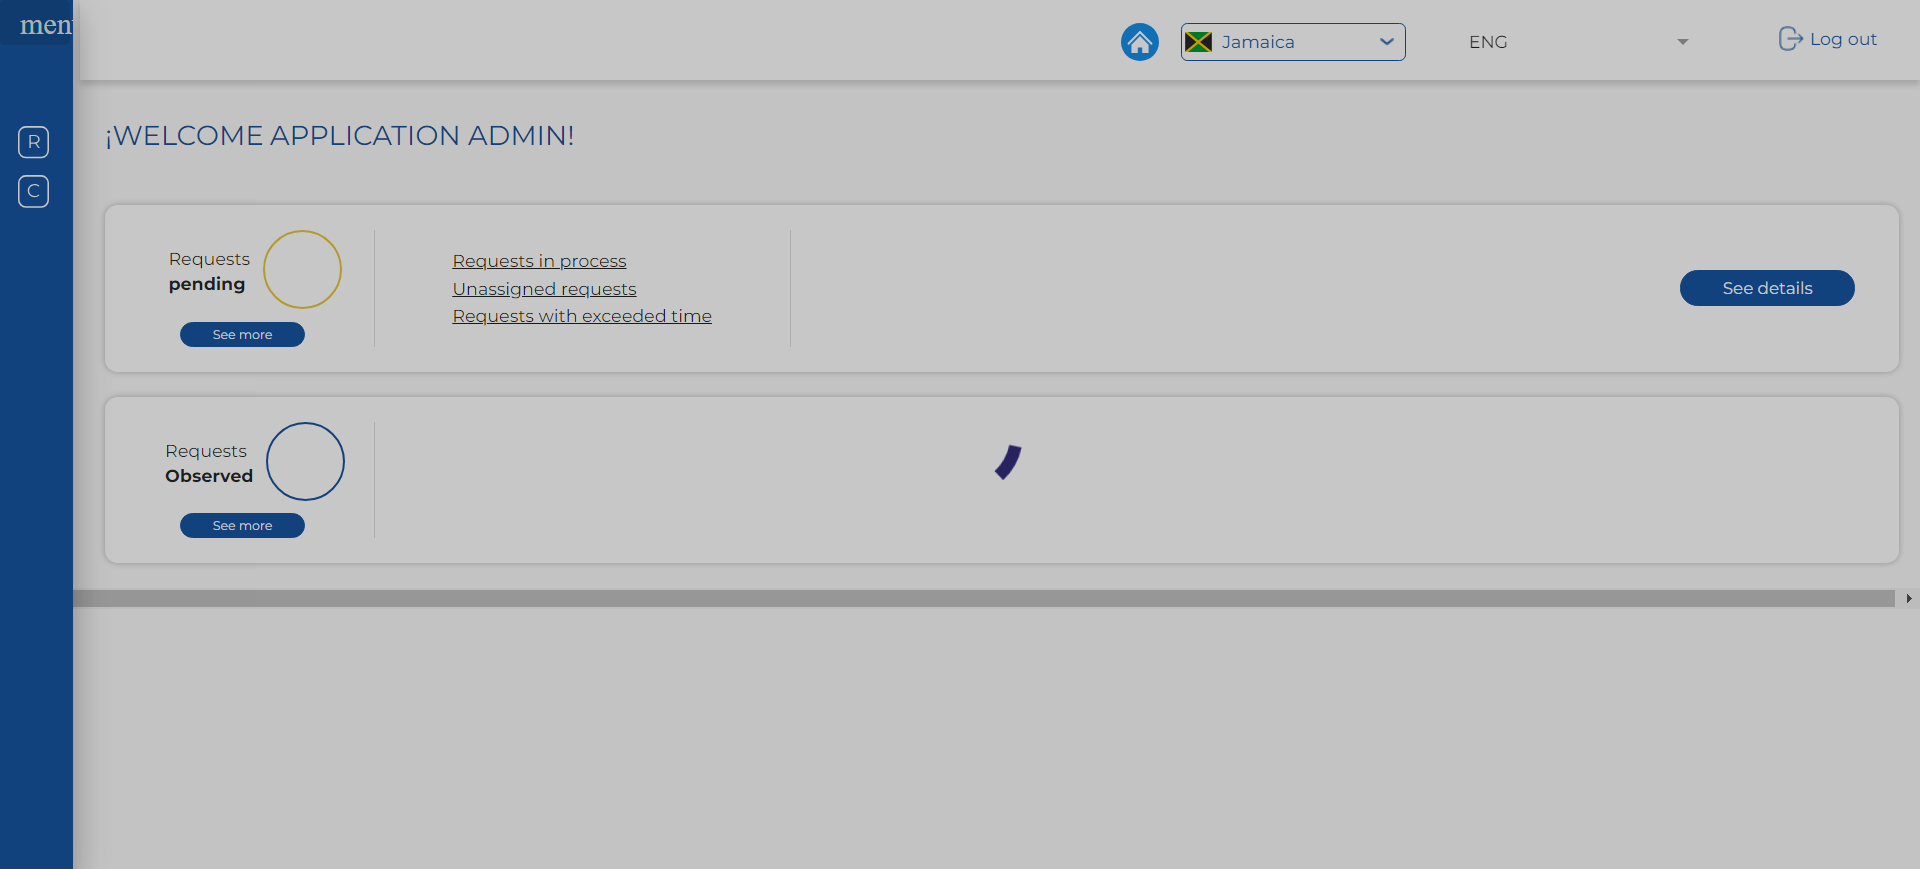 Jamaica
ENG
Log out
R
C
¡WELCOME APPLICATION ADMIN!
Requests
pending
See more
Requests in process
Unassigned requests
Requests with exceeded time
See details
Requests
Observed
See more